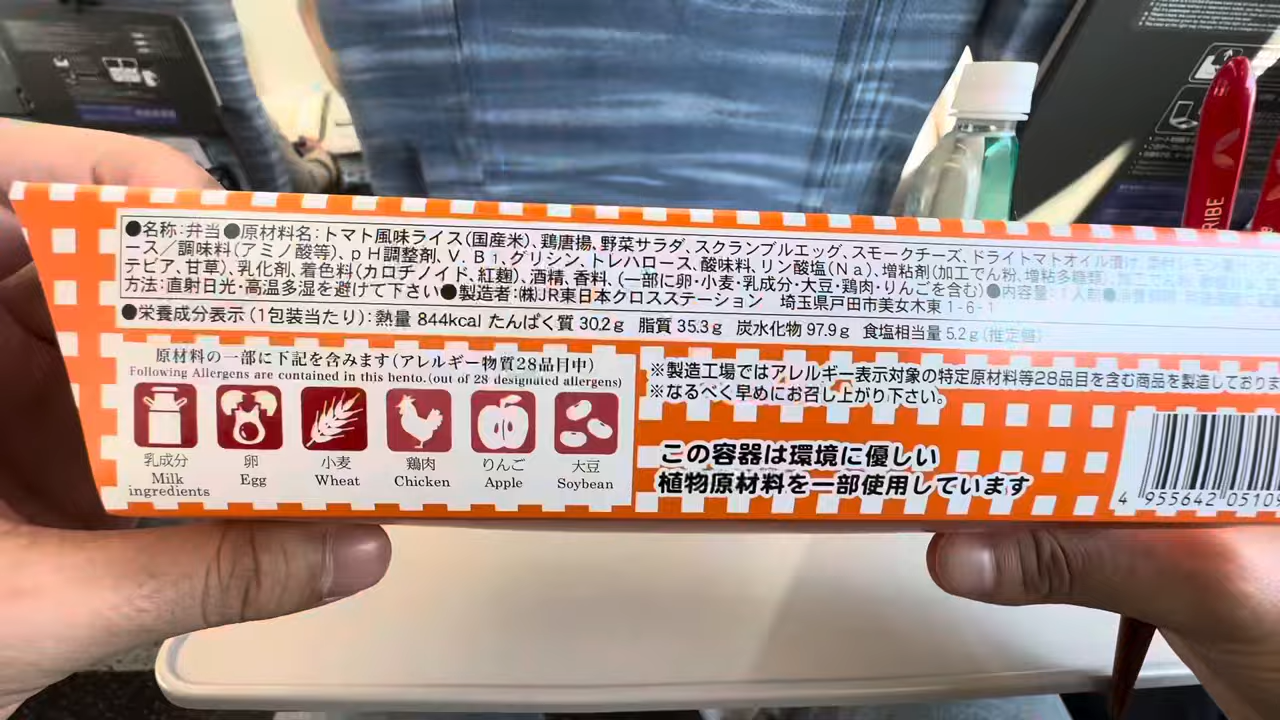 ●名称:弁当●原材料名:トマト風味ライス(国産米)、鶏唐揚、野菜サラダ、スクランブルエッグ、スモークチーズ、ドライトマトオイル漬け
ース/調味料(アミノ酸等)、pH調整剤、V.B1、グリシン、トレハロース、酸味料、リン酸塩(Na)、増粘剤(加工でん粉、増粘多糖類)
テビア、甘草)、乳化剤、着色料(カロチノイド、紅麹)、酒精、香料、(一部に卵・小麦・乳成分・大豆・鶏肉・りんごを含む)●内容量:1人前●
方法:直射日光・高温多湿を避けて下さい●製造者:㈱JR東日本クロスステーション 埼玉県戸田市美女木東1-6-1
●栄養成分表示(1包装当たり):熱量 844kcal たんぱく質 30.2g 脂質 35.3g 炭水化物 97.9g 食塩相当量 5.2g(推定値)
原材料の一部に下記を含みます(アレルギー物質28品目中)
Following Allergens are contained in this bento.(out of 28 designated allergens)
乳成分 卵 小麦 鶏肉 りんご 大豆
Milk ingredients Egg Wheat Chicken Apple Soybean
※製造工場ではアレルギー表示対象の特定原材料等28品目を含む商品を製造しておりま
※なるべく早めにお召し上がり下さい。
この容器は環境に優しい
植物原材料を一部使用しています
4 955642 0510
RIBE